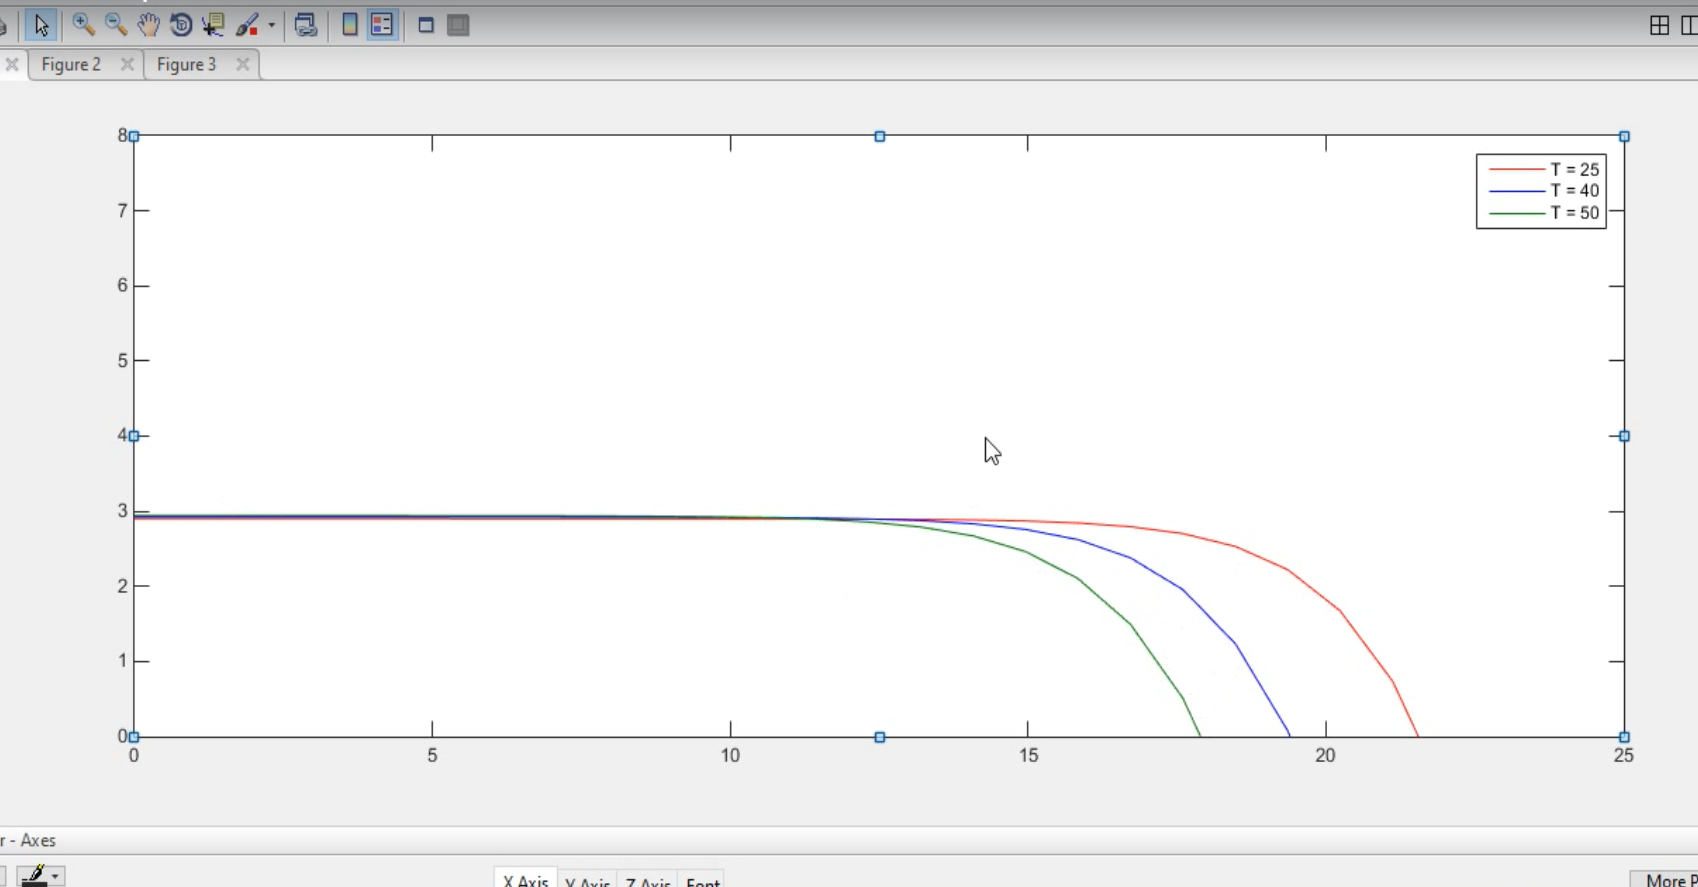 Figure 2
Figure 3
8
7
6
5
4
3
2
1
0
0 5 10 15 20 25
T = 25
T = 40
T = 50
r - Axes
X Axis Y Axis Z Axis Font
More P